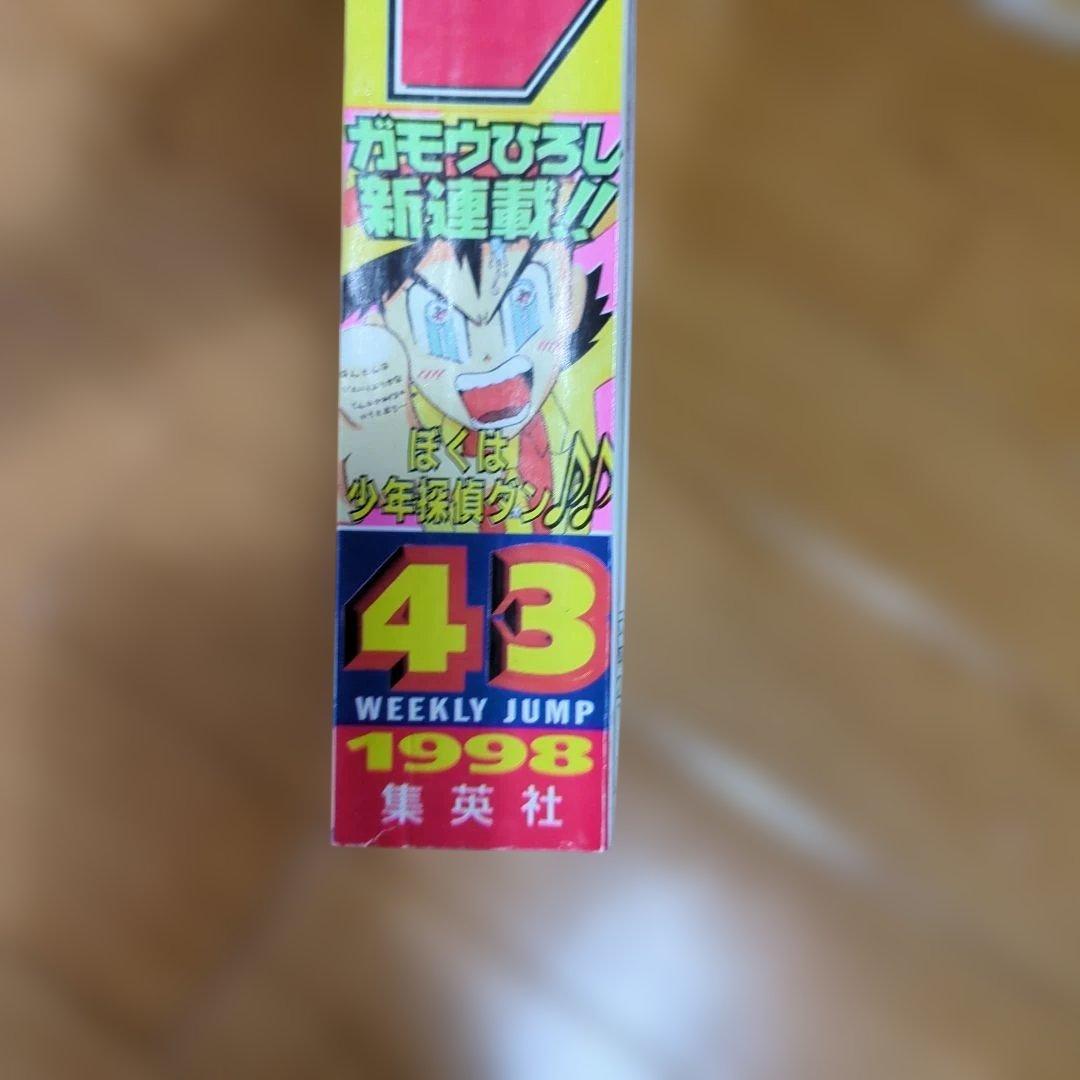 ガモウひろし
新連載!!
ぼくは
少年探偵ダン♪♪
43
WEEKLY JUMP
1998
集英社